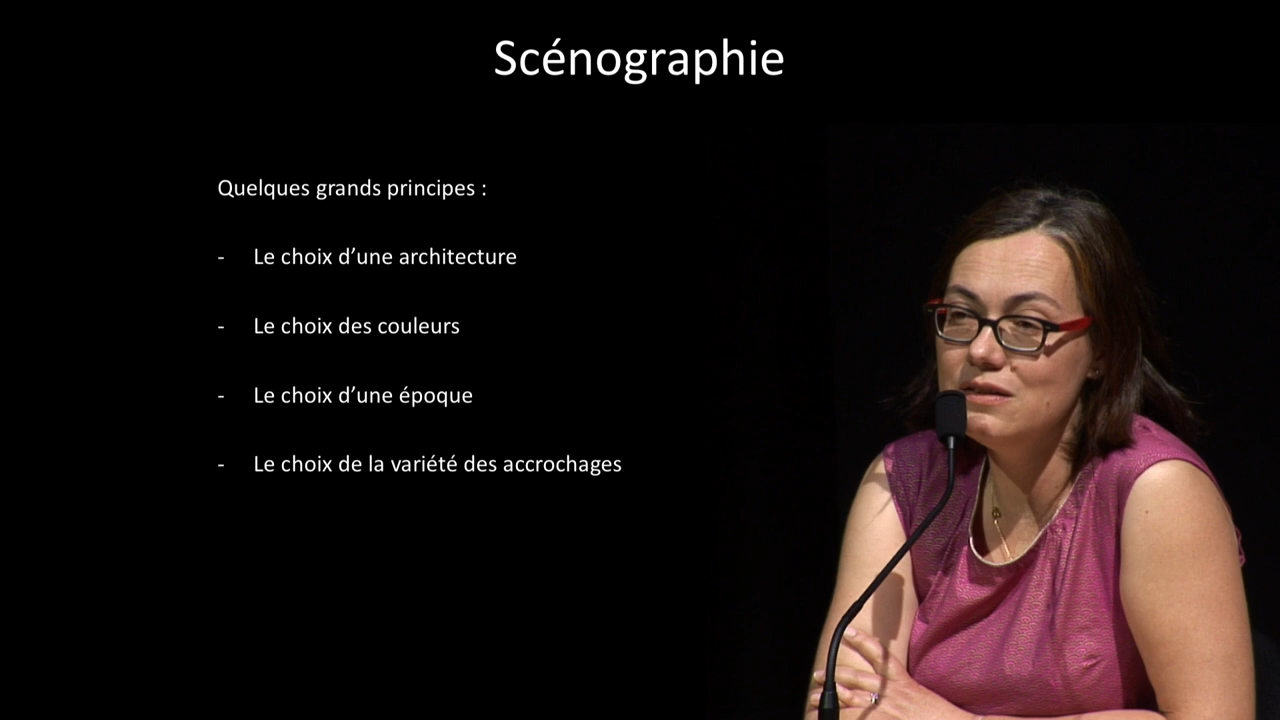 Scénographie
Quelques grands principes :
- Le choix d’une architecture
- Le choix des couleurs
- Le choix d’une époque
- Le choix de la variété des accrochages